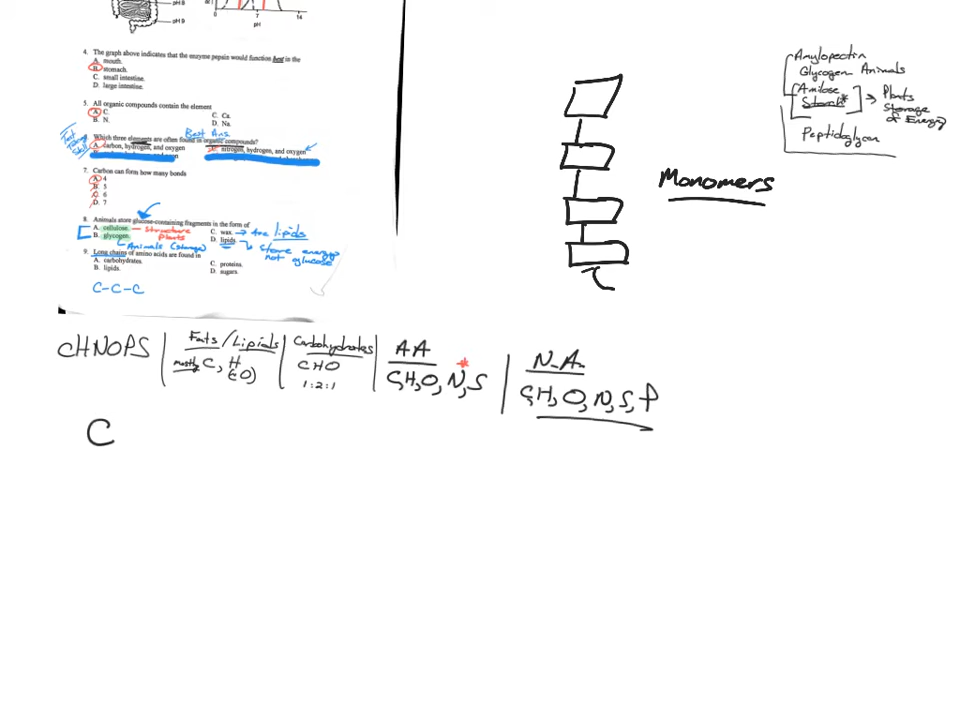 pH 8
pH 9
7
14
pH
4. The graph above indicates that the enzyme pepsin would function best in the
A. mouth.
B. stomach.
C. small intestine.
D. large intestine.
5. All organic compounds contain the element
A. C. C. Ca.
B. N. D. Na.
Best Ans
Which three elements are often found in organic compounds?
A. carbon, hydrogen, and oxygen nitrogen, hydrogen, and oxygen
7. Carbon can form how many bonds
A. 4
B. 5
C. 6
D. 7
8. Animals store glucose-containing fragments in the form of
A. cellulose. — Structure Plants C. wax. → are lipids
B. glycogen. D. lipids. ↳ Store energy not glucose
Animals (storage)
9. Long chains of amino acids are found in
A. carbohydrates. C. proteins.
B. lipids. D. sugars.
C-C-C
Amylopectin
Glycogen Animals
Amilose
Starch* → Plants Storage of Energy
Peptidoglycan
Monomers
CHNOPS
Fats/Lipids
mostly C, H
(O)
Carbohydrates
CHO
1:2:1
AA
C,H,O,N,S
*
N.A.
C,H,O,N,S,P
C